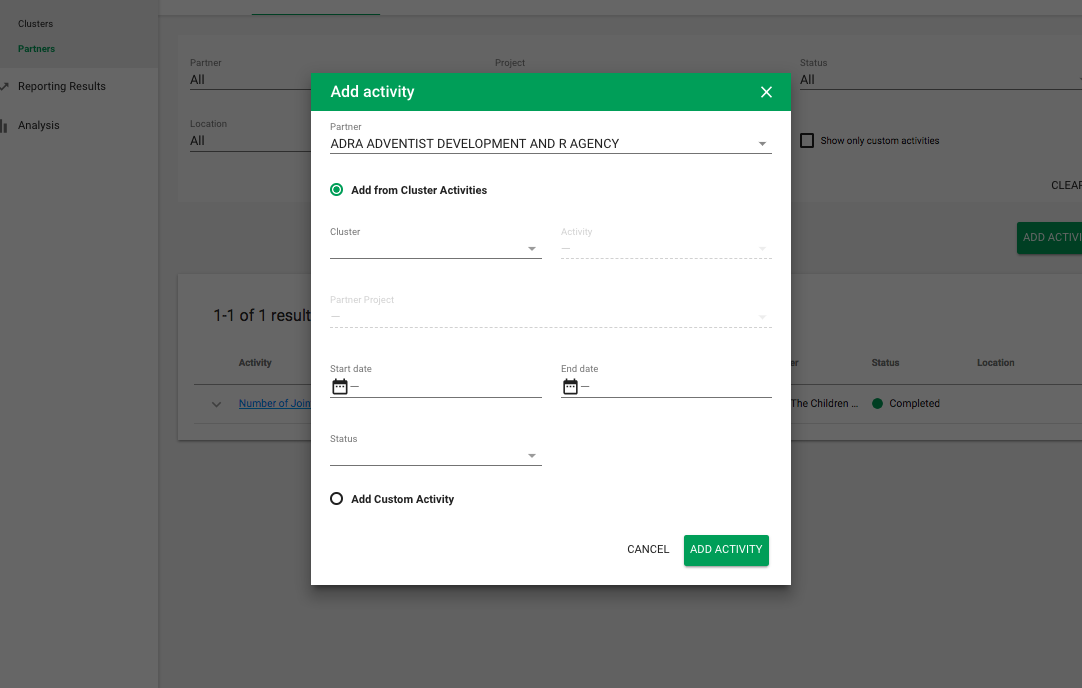 Clusters
Partners
Reporting Results
Analysis
Partner
All
Project
Status
All
Location
All
Show only custom activities
CLEAR
ADD ACTIVI
1-1 of 1 result
Activity
er
Status
Location
Number of Join
The Children ...
Completed
Add activity
Partner
ADRA ADVENTIST DEVELOPMENT AND R AGENCY
Add from Cluster Activities
Cluster
Activity
—
Partner Project
—
Start date
—
End date
—
Status
Add Custom Activity
CANCEL
ADD ACTIVITY